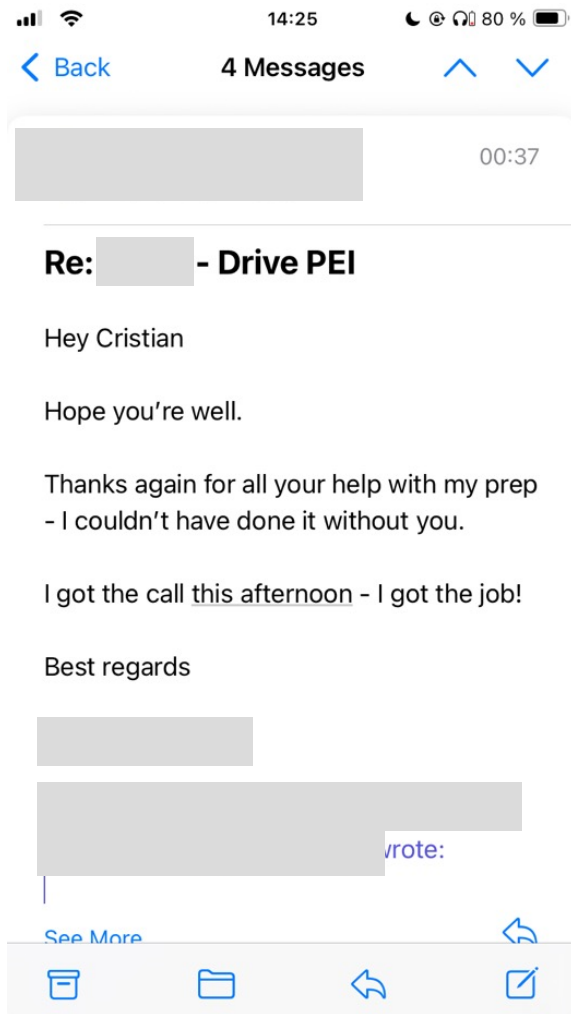 14:25 80 %
Back 4 Messages
00:37
Re: - Drive PEI
Hey Cristian
Hope you're well.
Thanks again for all your help with my prep
- I couldn't have done it without you.
I got the call this afternoon - I got the job!
Best regards
wrote:
See More